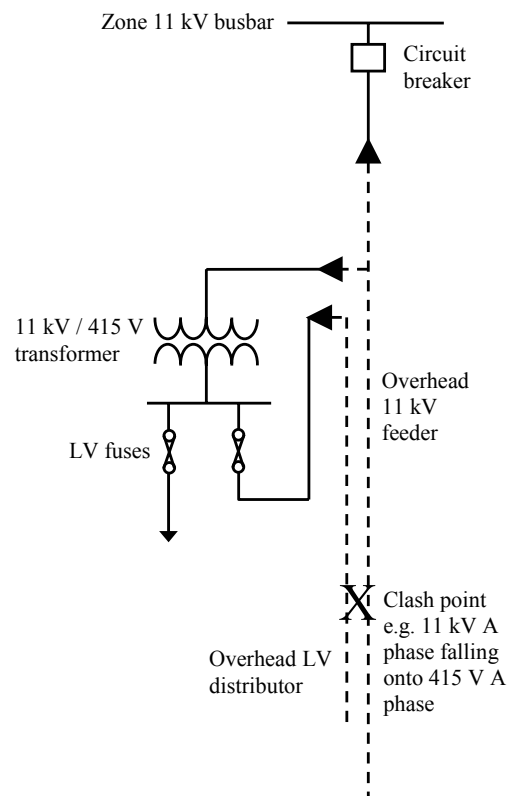 Zone 11 kV busbar
Circuit
breaker
11 kV / 415 V
transformer
Overhead
11 kV
feeder
LV fuses
X
Clash point
e.g. 11 kV A
phase falling
onto 415 V A
phase
Overhead LV
distributor